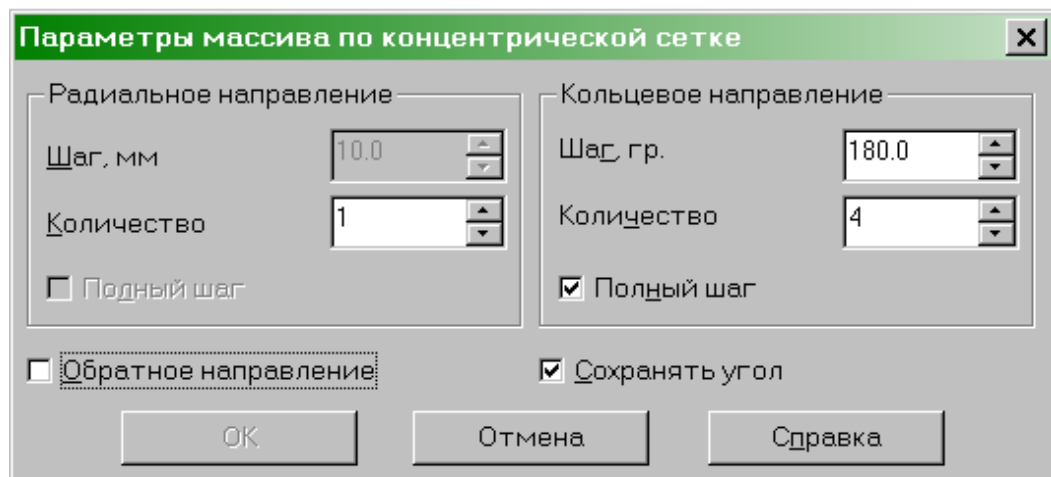 Параметры массива по концентрической сетке
Радиальное направление
Шаг, мм 10.0
Количество 1
Полный шаг
Кольцевое направление
Шаг, гр. 180.0
Количество 4
Полный шаг
Обратное направление
Сохранять угол
OK Отмена Справка